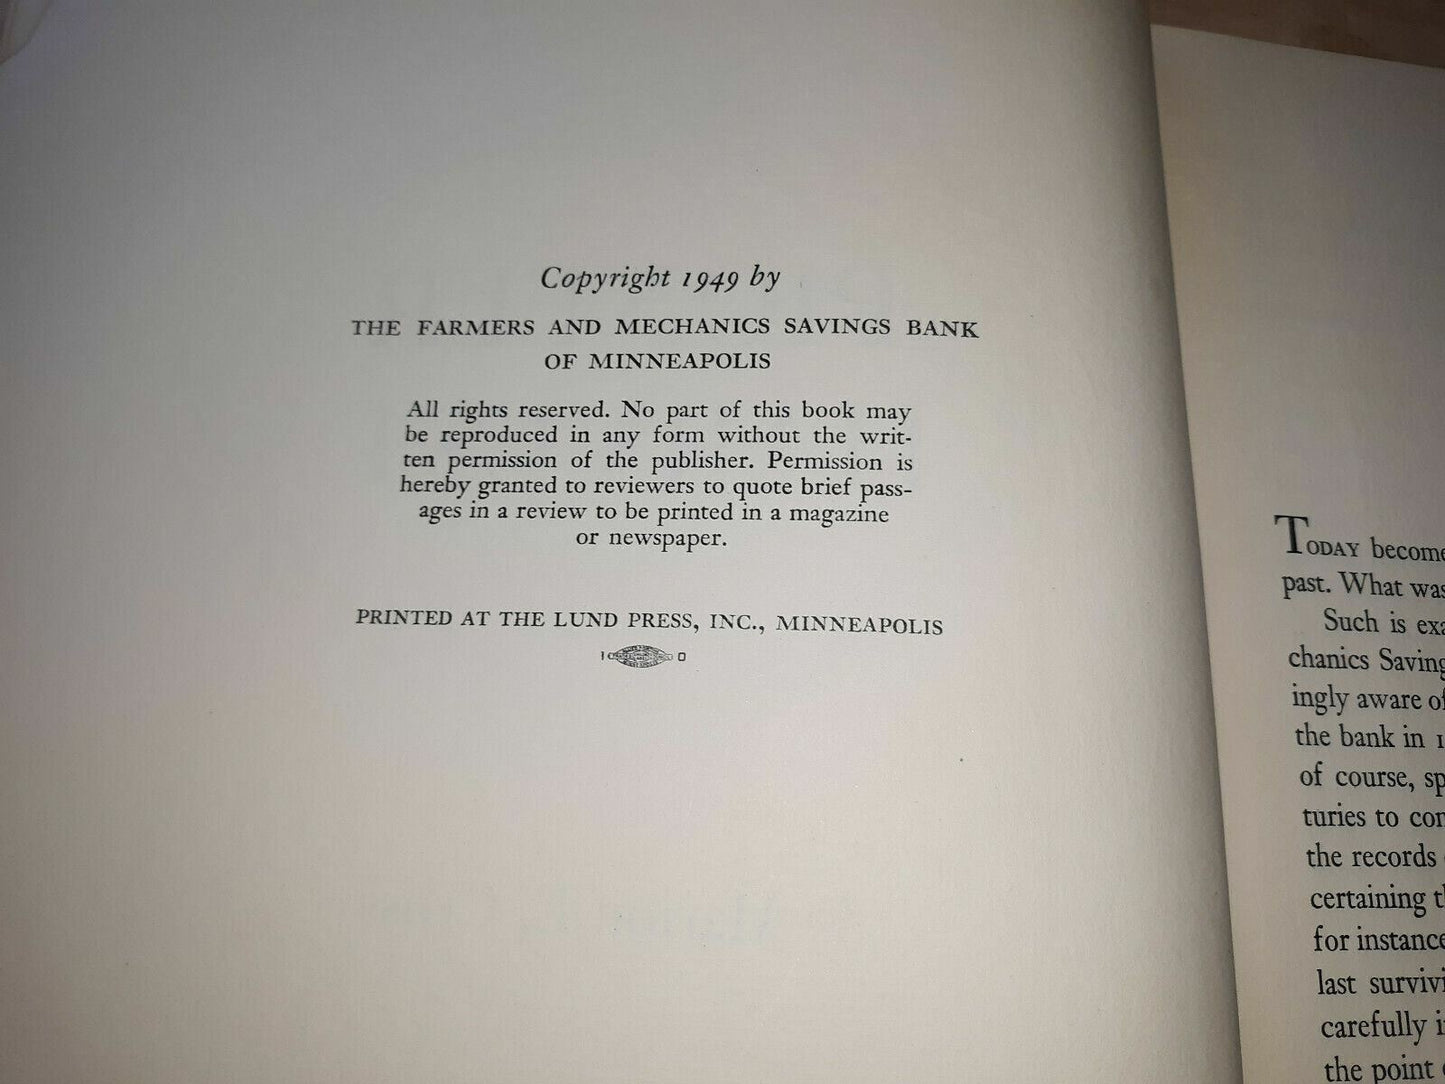 Copyright 1949 by
THE FARMERS AND MECHANICS SAVINGS BANK
OF MINNEAPOLIS
All rights reserved. No part of this book may
be reproduced in any form without the writ-
ten permission of the publisher. Permission is
hereby granted to reviewers to quote brief pass-
ages in a review to be printed in a magazine
or newspaper.
PRINTED AT THE LUND PRESS, INC., MINNEAPOLIS
TODAY become
past. What was
Such is
chanics
ingly aware
the bank in
of course,
turies to
the records
certaining
for instance
last
carefully
the point